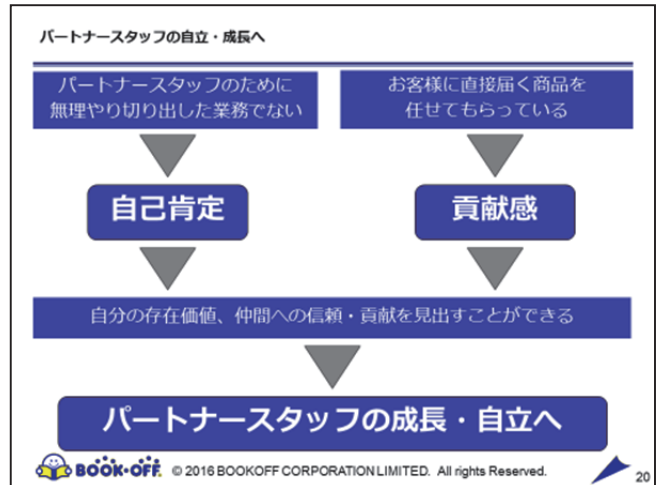 パートナースタッフの自立・成長へ
パートナースタッフのために
無理やり切り出した業務でない
お客様に直接届く商品を
任せてもらっている
自己肯定
貢献感
自分の存在価値、仲間への信頼・貢献を見出すことができる
パートナースタッフの成長・自立へ
BOOK・OFF. © 2016 BOOKOFF CORPORATION LIMITED. All rights Reserved.
20